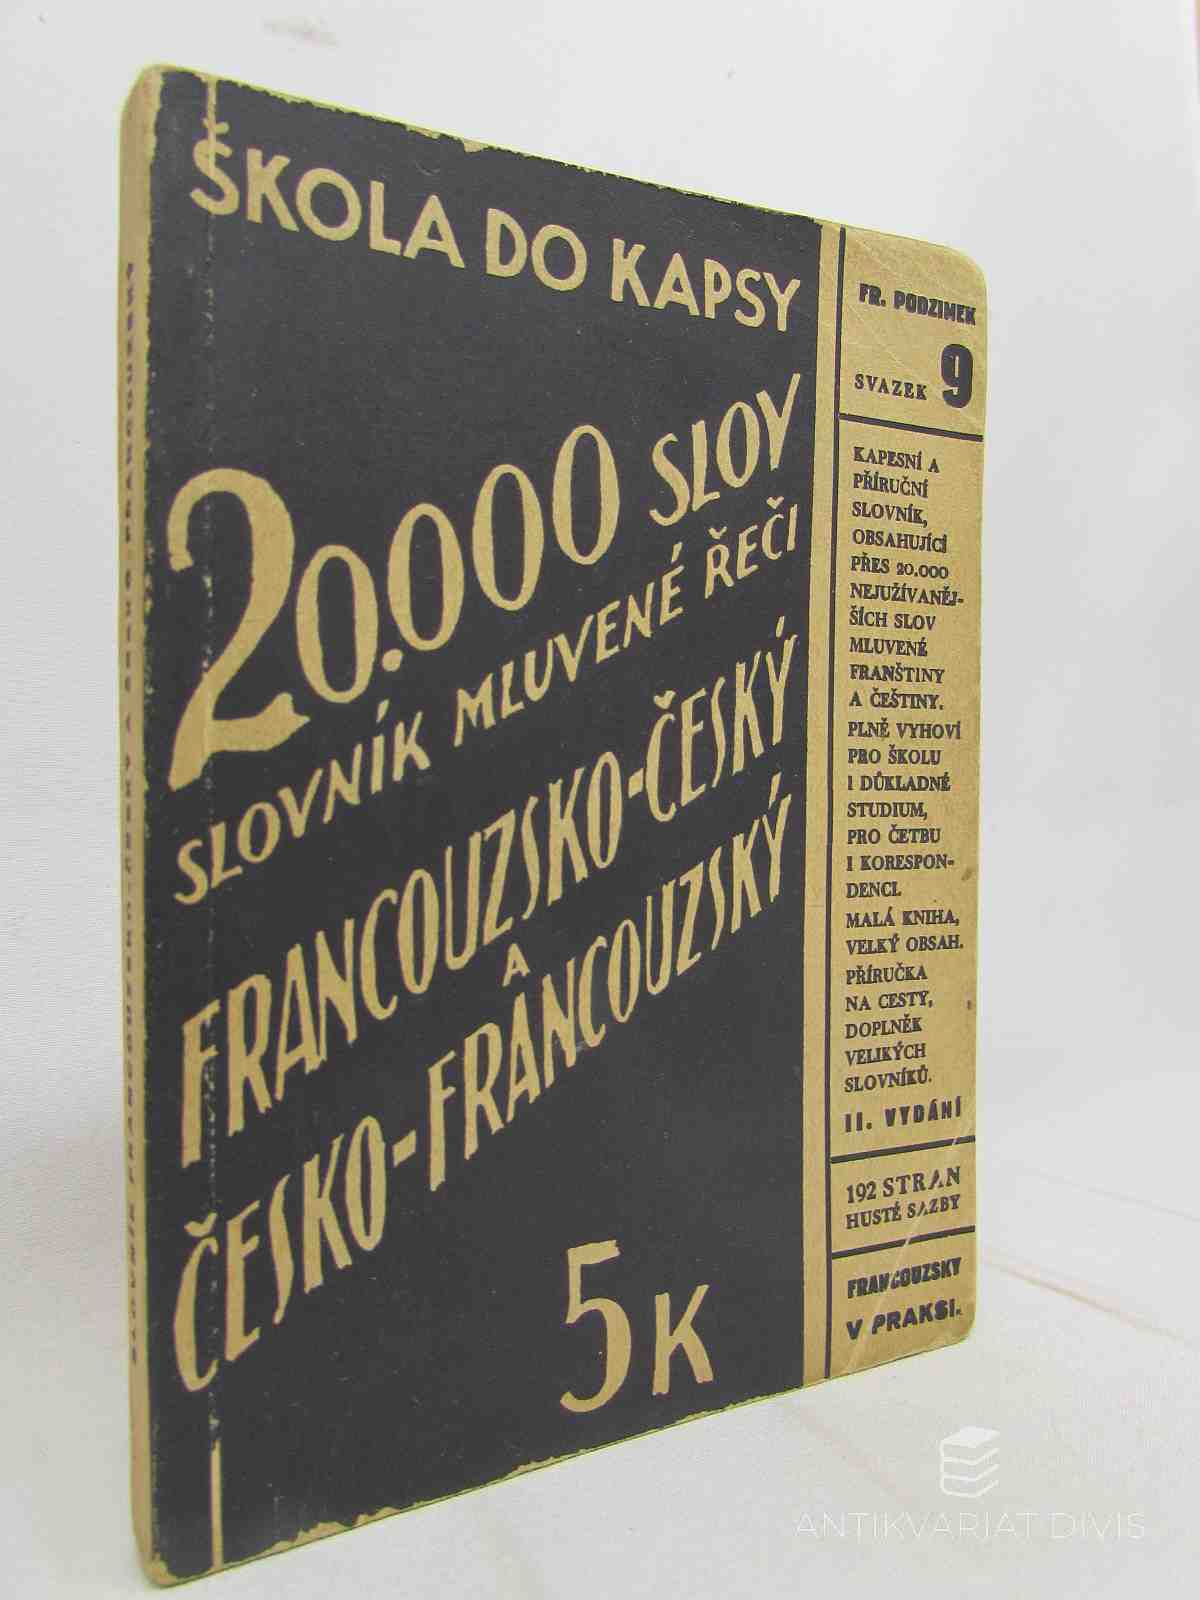 ŠKOLA DO KAPSY
20.000 SLOV
SLOVNÍK MLUVENÉ ŘEČI
FRANCOUZSKO-ČESKÝ
A
ČESKO-FRANCOUZSKÝ
5K
FR. PODZIMEK
SVAZEK 9
KAPESNÍ A
PŘÍRUČNÍ
SLOVNÍK,
OBSAHUJÍCÍ
PŘES 20.000
NEJUŽÍVANĚJ-
ŠÍCH SLOV
MLUVENÉ
FRANŠTINY
A ČEŠTINY.
PLNĚ VYHOVÍ
PRO ŠKOLU
I DŮKLADNÉ
STUDIUM,
PRO ČETBU
I KORESPON-
DENCI.
MALÁ KNIHA,
VELKÝ OBSAH.
PŘÍRUČKA
NA CESTY,
DOPLNĚK
VELIKÝCH
SLOVNÍKŮ.
II. VYDÁNÍ
192 STRAN
HUSTÉ SAZBY
FRANCOUZSKY
V PRAKSI.
ANTIKVARIAT DIVIS